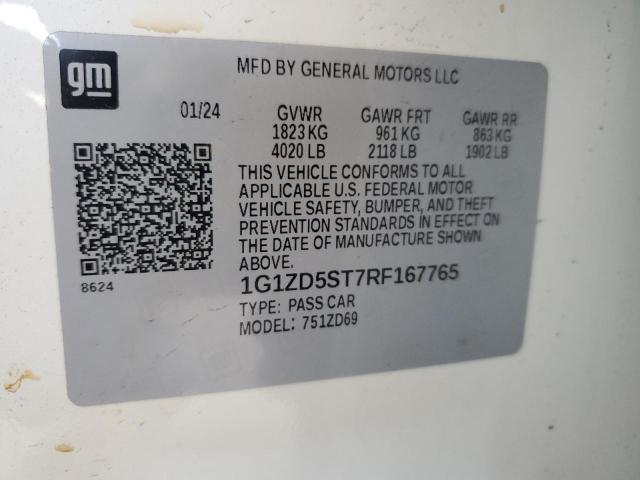 gm
MFD BY GENERAL MOTORS LLC
01/24 GVWR GAWR FRT GAWR RR
1823 KG 961 KG 863 KG
4020 LB 2118 LB 1902 LB
THIS VEHICLE CONFORMS TO ALL
APPLICABLE U.S. FEDERAL MOTOR
VEHICLE SAFETY, BUMPER, AND THEFT
PREVENTION STANDARDS IN EFFECT ON
THE DATE OF MANUFACTURE SHOWN
ABOVE.
8624
1G1ZD5ST7RF167765
TYPE: PASS CAR
MODEL: 751ZD69